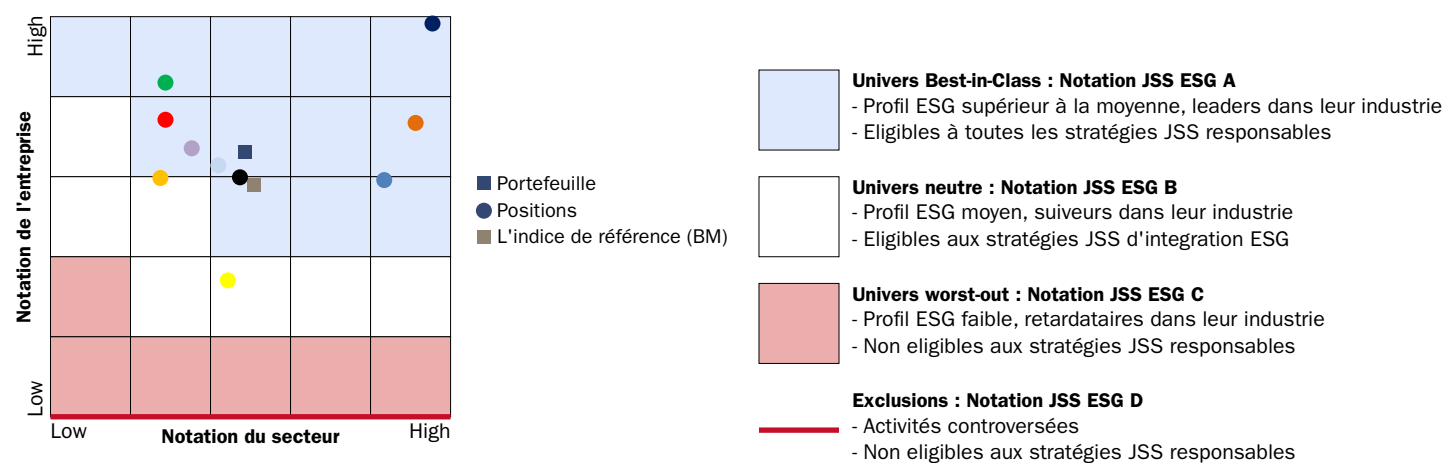 High
Notation de l'entreprise
Low
Low
Notation du secteur
High
Portefeuille
Positions
L'indice de référence (BM)
Univers Best-in-Class : Notation JSS ESG A
- Profil ESG supérieur à la moyenne, leaders dans leur industrie
- Eligibles à toutes les stratégies JSS responsables
Univers neutre : Notation JSS ESG B
- Profil ESG moyen, suiveurs dans leur industrie
- Eligibles aux stratégies JSS d'integration ESG
Univers worst-out : Notation JSS ESG C
- Profil ESG faible, retardataires dans leur industrie
- Non eligibles aux stratégies JSS responsables
Exclusions : Notation JSS ESG D
- Activités controversées
- Non eligibles aux stratégies JSS responsables